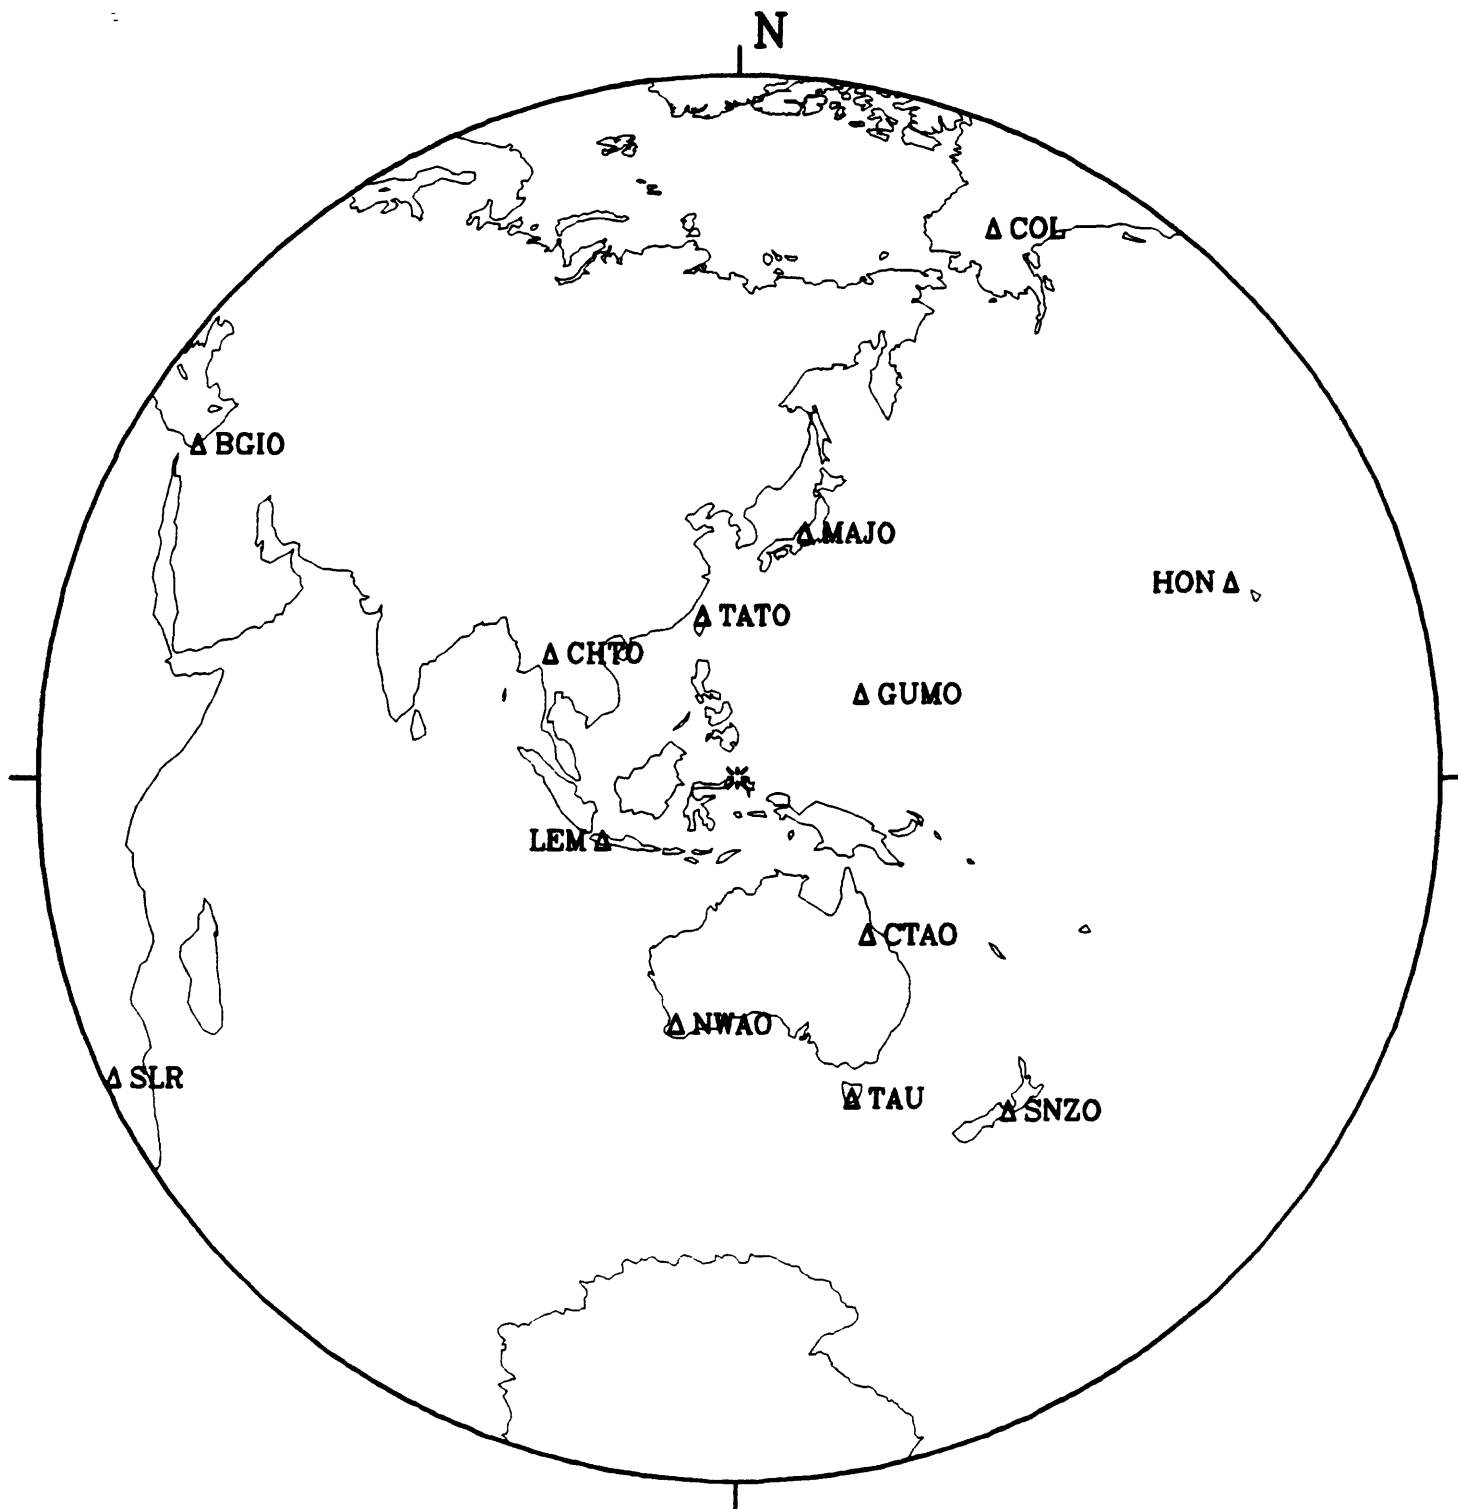 N
COL
BGIO
MAJO
HON
TATO
CHTO
GUMO
LEM
CTAO
NWAO
SLR
TAU
SNZO